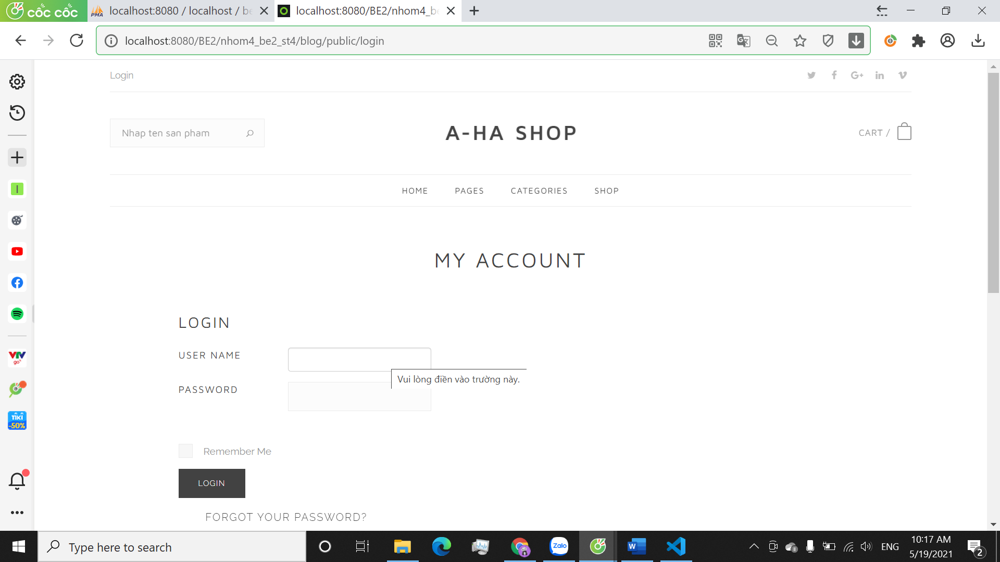 cốc cốc
localhost:8080 / localhost / be
localhost:8080/BE2/nhom4_be
localhost:8080/BE2/nhom4_be2_st4/blog/public/login
Login
Nhap ten san pham
A-HA SHOP
CART /
HOME PAGES CATEGORIES SHOP
MY ACCOUNT
LOGIN
USER NAME
Vui lòng điền vào trường này.
PASSWORD
Remember Me
LOGIN
FORGOT YOUR PASSWORD?
VTV
go
TIKI
-50%
Type here to search
Zalo
ENG
10:17 AM
5/19/2021
2